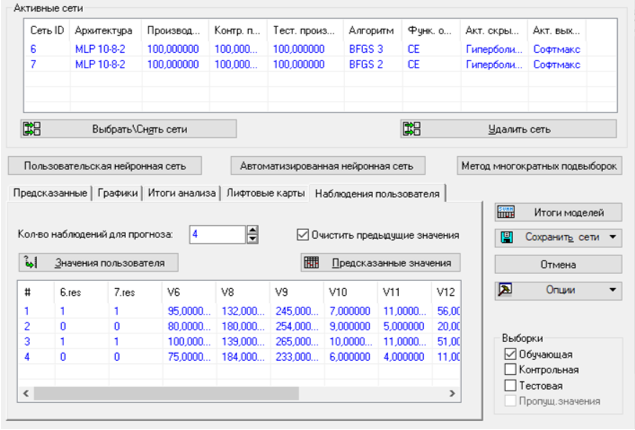 Активные сети
Сеть ID Архитектура Производ... Контр. п... Тест. произ... Алгоритм Функ. о... Акт. скры... Акт. вых...
6 MLP 10-8-2 100,000000 100,000... 100,000000 BFGS 3 CE Гиперболи... Софтмакс
7 MLP 10-8-2 100,000000 100,000... 100,000000 BFGS 2 CE Гиперболи... Софтмакс
Выбрать\Снять сети Удалить сеть
Пользовательская нейронная сеть Автоматизированная нейронная сеть Метод многократных подвыборок
Предсказанные Графики Итоги анализа Лифтовые карты Наблюдения пользователя
Кол-во наблюдений для прогноза: 4 Очистить предыдущие значения
Значения пользователя Предсказанные значения
# 6.res 7.res V6 V8 V9 V10 V11 V12
1 1 1 95,0000... 132,000... 245,000... 7,000000 11,0000... 56,00
2 0 0 80,0000... 180,000... 254,000... 9,000000 5,000000 20,00
3 1 1 100,000... 139,000... 265,000... 10,0000... 11,0000... 51,00
4 0 0 75,0000... 184,000... 233,000... 6,000000 4,000000 11,00
Итоги моделей
Сохранить сети
Отмена
Опции
Выборки
Обучающая
Контрольная
Тестовая
Пропущ.значения